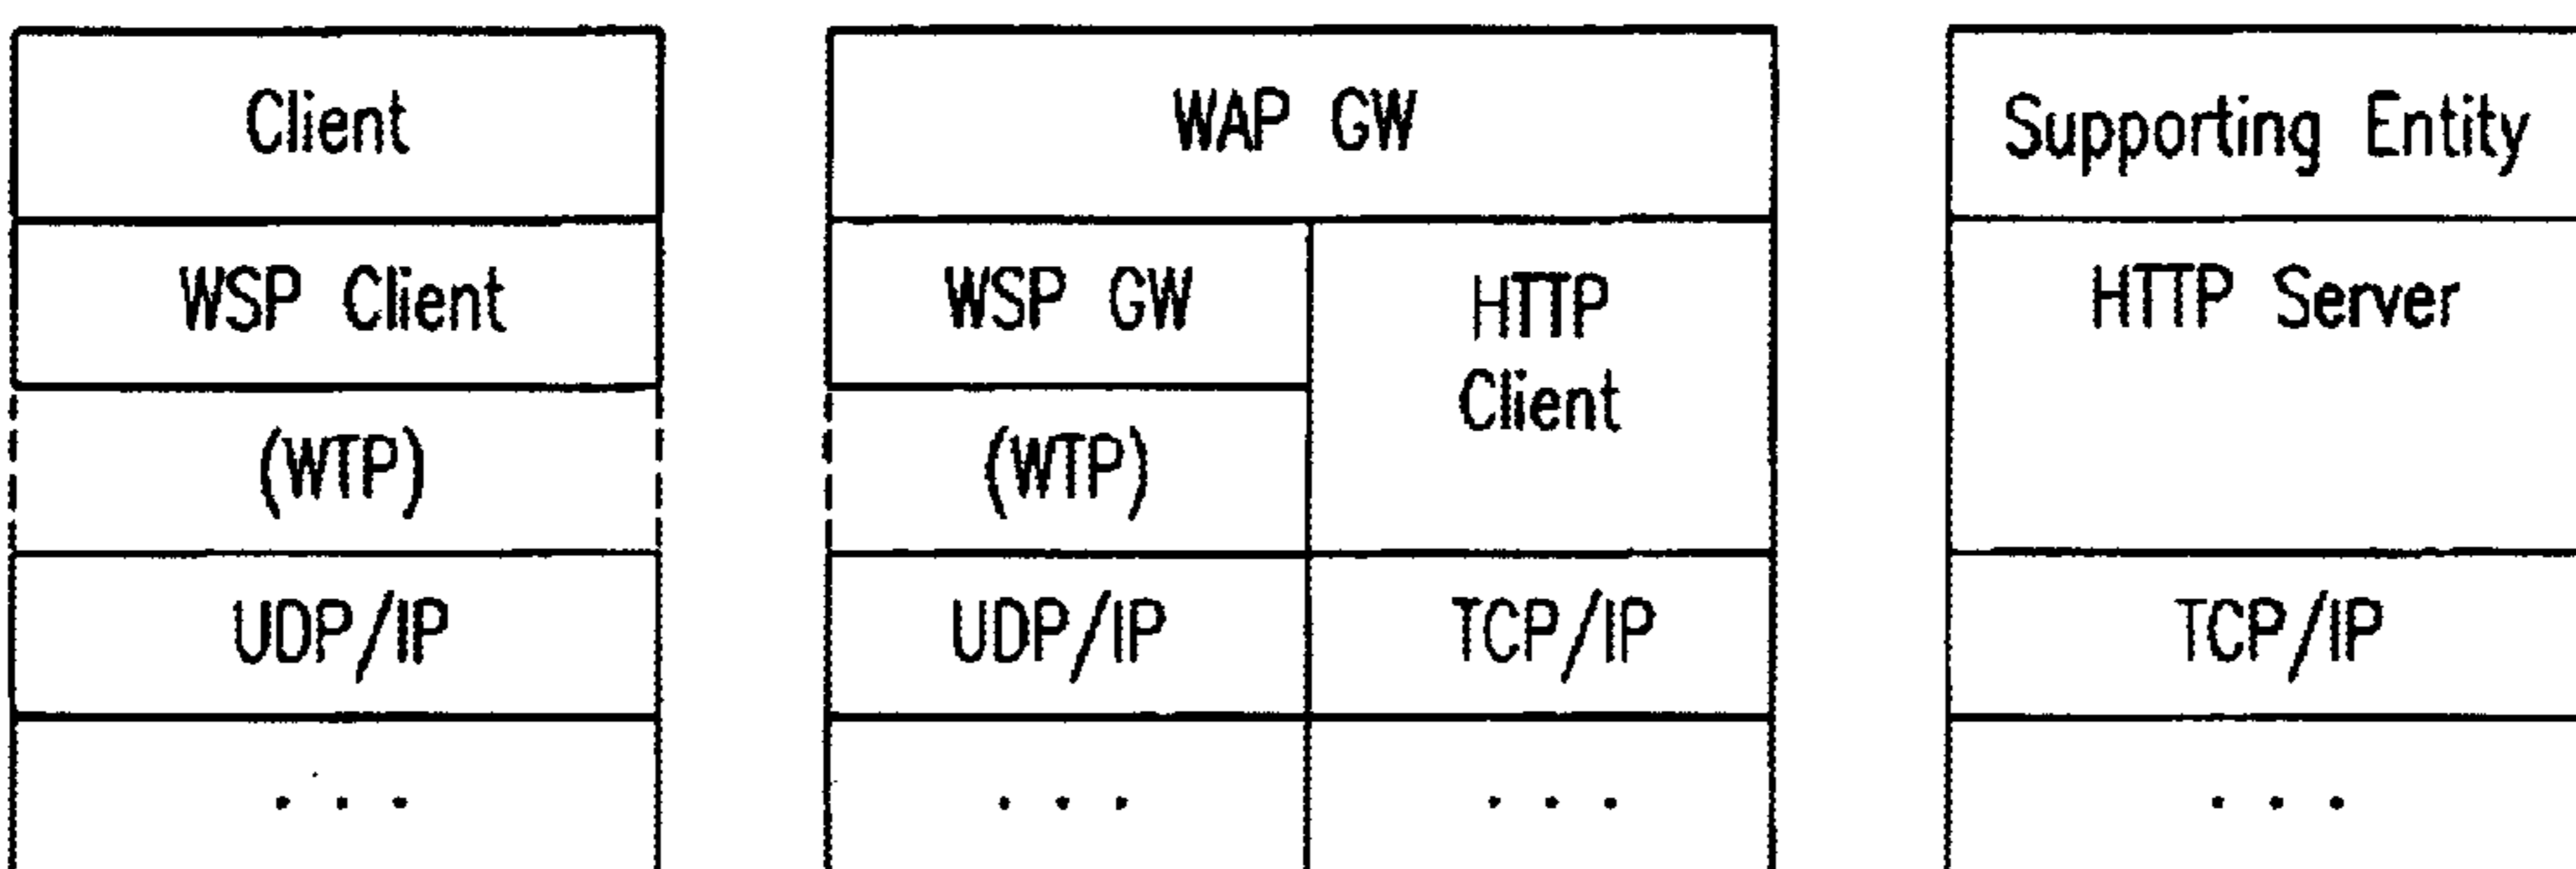 Client
WSP Client
(WTP)
UDP/IP
...
WAP GW
WSP GW
(WTP)
UDP/IP
...
HTTP
Client
TCP/IP
...
Supporting Entity
HTTP Server
TCP/IP
...